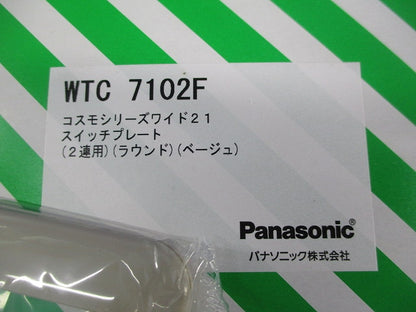 WTC 7102F
コスモシリーズワイド21
スイッチプレート
(2連用)(ラウンド)(ベージュ)
Panasonic
パナソニック株式会社